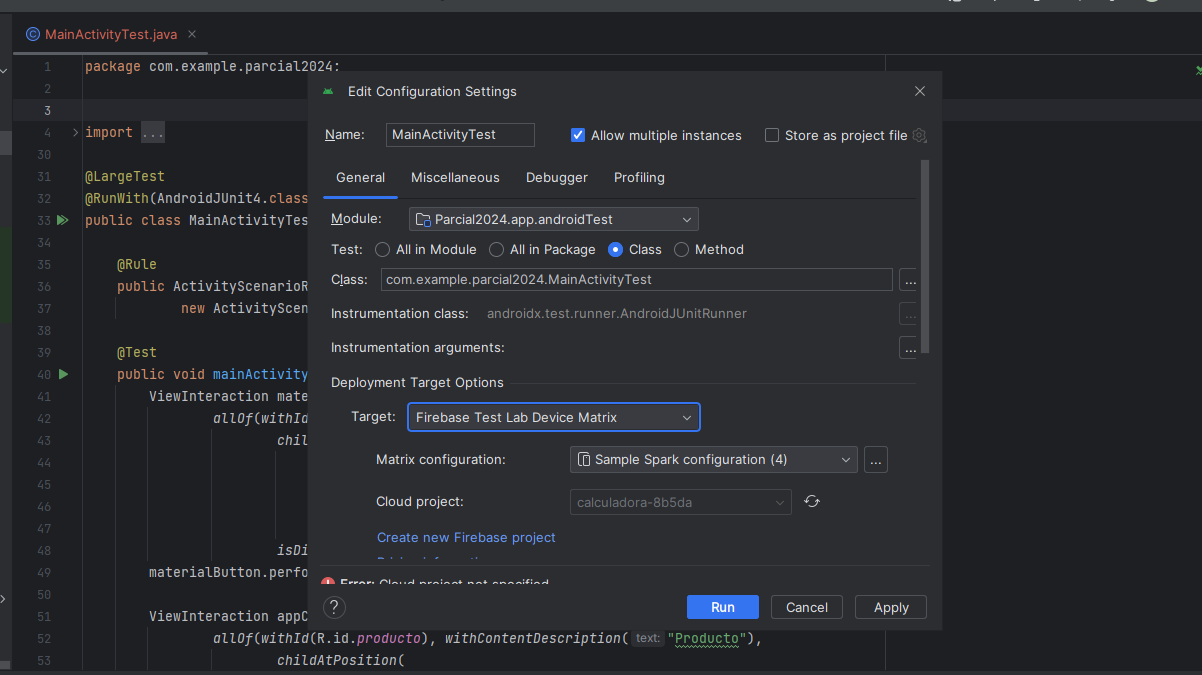 MainActivityTest.java
1 package com.example.parcial2024;
2
3
4 import ...
30
31 @LargeTest
32 @RunWith(AndroidJUnit4.class
33 public class MainActivityTes
34
35 @Rule
36 public ActivityScenarioR
37 new ActivityScen
38
39 @Test
40 public void mainActivity
41 ViewInteraction mate
42 allOf(withId
43 chil
44
45
46
47
48 isDi
49 materialButton.perfo
50
51 ViewInteraction appC
52 allOf(withId(R.id.producto), withContentDescription( text: "Producto"),
53 childAtPosition(
Edit Configuration Settings
Name: MainActivityTest Allow multiple instances Store as project file
General Miscellaneous Debugger Profiling
Module: Parcial2024.app.androidTest
Test: All in Module All in Package Class Method
Class: com.example.parcial2024.MainActivityTest ...
Instrumentation class: androidx.test.runner.AndroidJUnitRunner ...
Instrumentation arguments: ...
Deployment Target Options
Target: Firebase Test Lab Device Matrix
Matrix configuration: Sample Spark configuration (4) ...
Cloud project: calculadora-8b5da
Create new Firebase project
Error: Cloud project not specified
? Run Cancel Apply